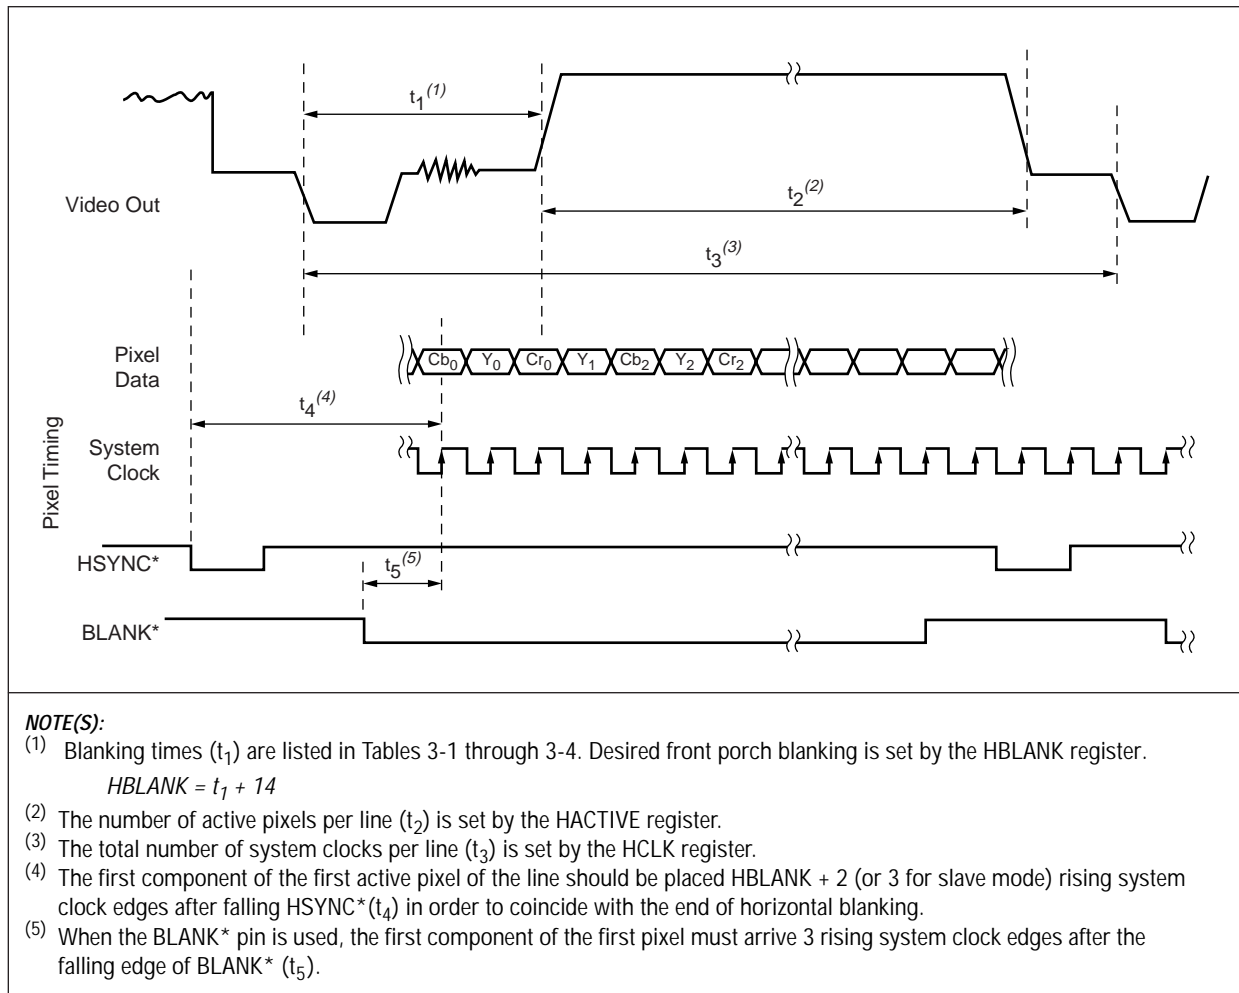 t1(1)
t2(2)
Video Out
t3(3)
Pixel Data
Cb0 Y0 Cr0 Y1 Cb2 Y2 Cr2
t4(4)
Pixel Timing
System Clock
HSYNC*
t5(5)
BLANK*
NOTE(S):
(1) Blanking times (t1) are listed in Tables 3-1 through 3-4. Desired front porch blanking is set by the HBLANK register.
HBLANK = t1 + 14
(2) The number of active pixels per line (t2) is set by the HACTIVE register.
(3) The total number of system clocks per line (t3) is set by the HCLK register.
(4) The first component of the first active pixel of the line should be placed HBLANK + 2 (or 3 for slave mode) rising system
clock edges after falling HSYNC*(t4) in order to coincide with the end of horizontal blanking.
(5) When the BLANK* pin is used, the first component of the first pixel must arrive 3 rising system clock edges after the
falling edge of BLANK* (t5).